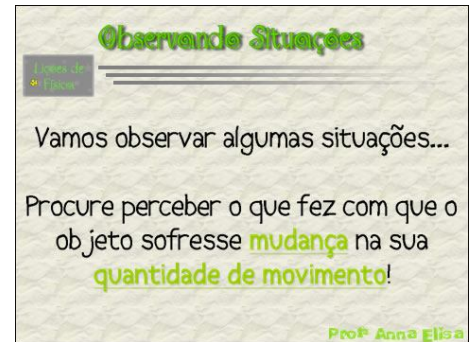 Observando Situações
Lições de
Física
Vamos observar algumas situações...
Procure perceber o que fez com que o
objeto sofresse mudança na sua
quantidade de movimento!
Profª Anna Elisa